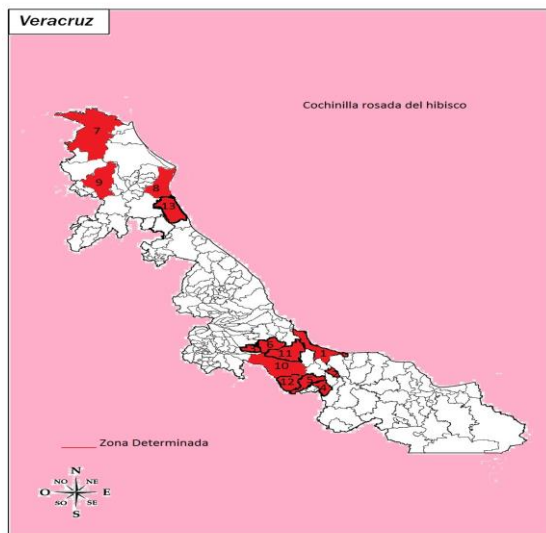 Veracruz
Cochinilla rosada del hibisco
7
9
8
13
6
1
11
10
12
Zona Determinada
N
NO NE
O E
SO SE
S